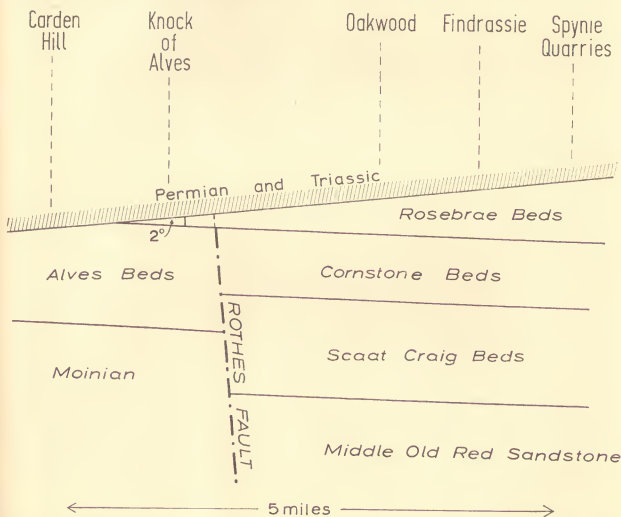 Carden
Hill
Knock
of
Alves
Oakwood
Findrassie
Spynie
Quarries
Permian and Triassic
Rosebrae Beds
2°
Alves Beds
Cornstone Beds
ROTHES FAULT
Scaat Craig Beds
Moinian
Middle Old Red Sandstone
5 miles